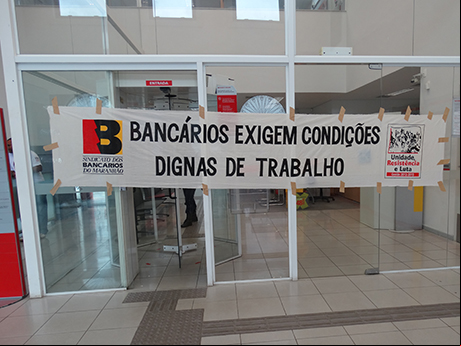 ENTRADA
BANCÁRIOS EXIGEM CONDIÇÕES
DIGNAS DE TRABALHO
SINDICATO DOS
BANCÁRIOS
DO MARANHÃO
Unidade,
Resistência
e Luta